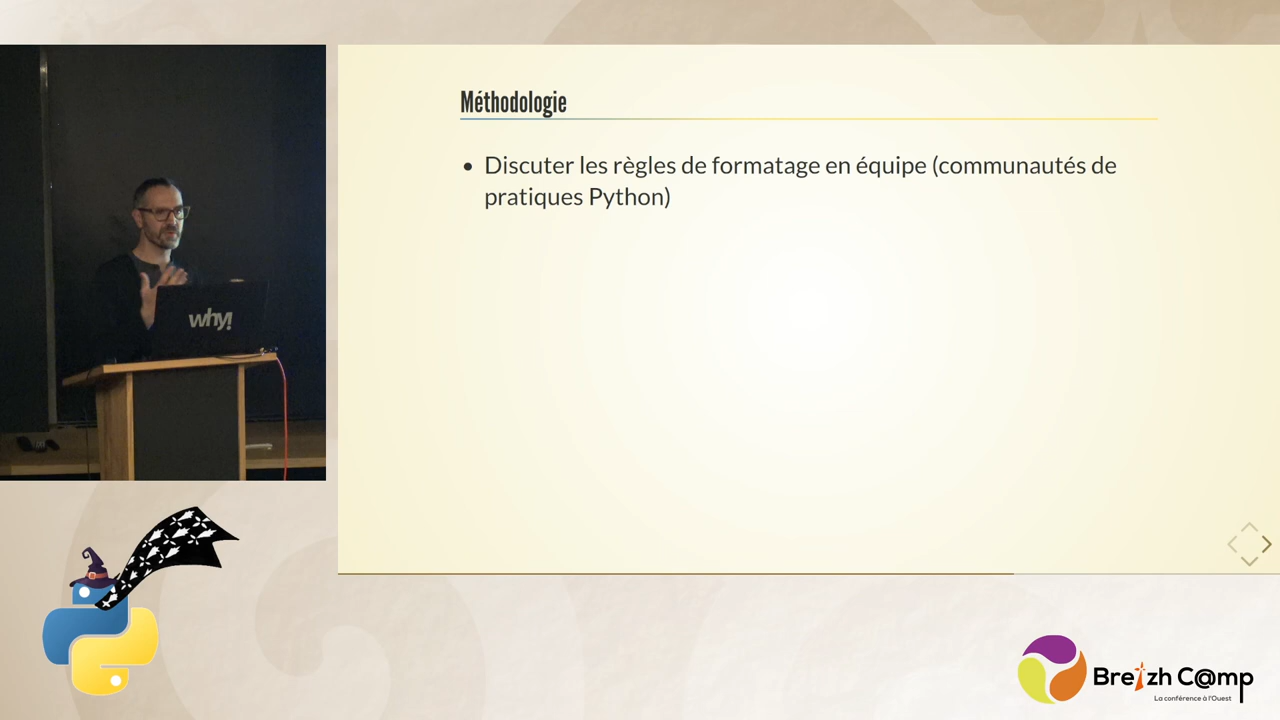 Méthodologie
• Discuter les règles de formatage en équipe (communautés de
pratiques Python)
why!
Breizh C@mp
La conférence à l'Ouest